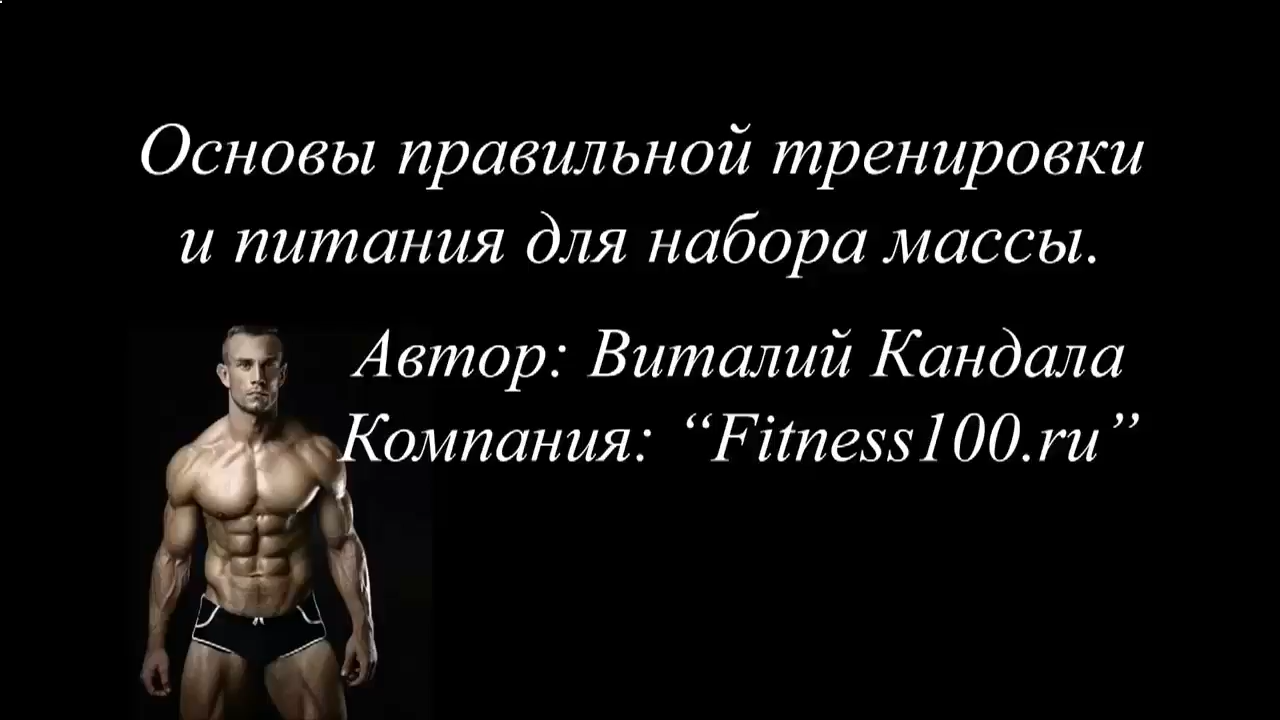 Основы правильной тренировки
и питания для набора массы.
Автор: Виталий Кандала
Компания: “Fitness100.ru”